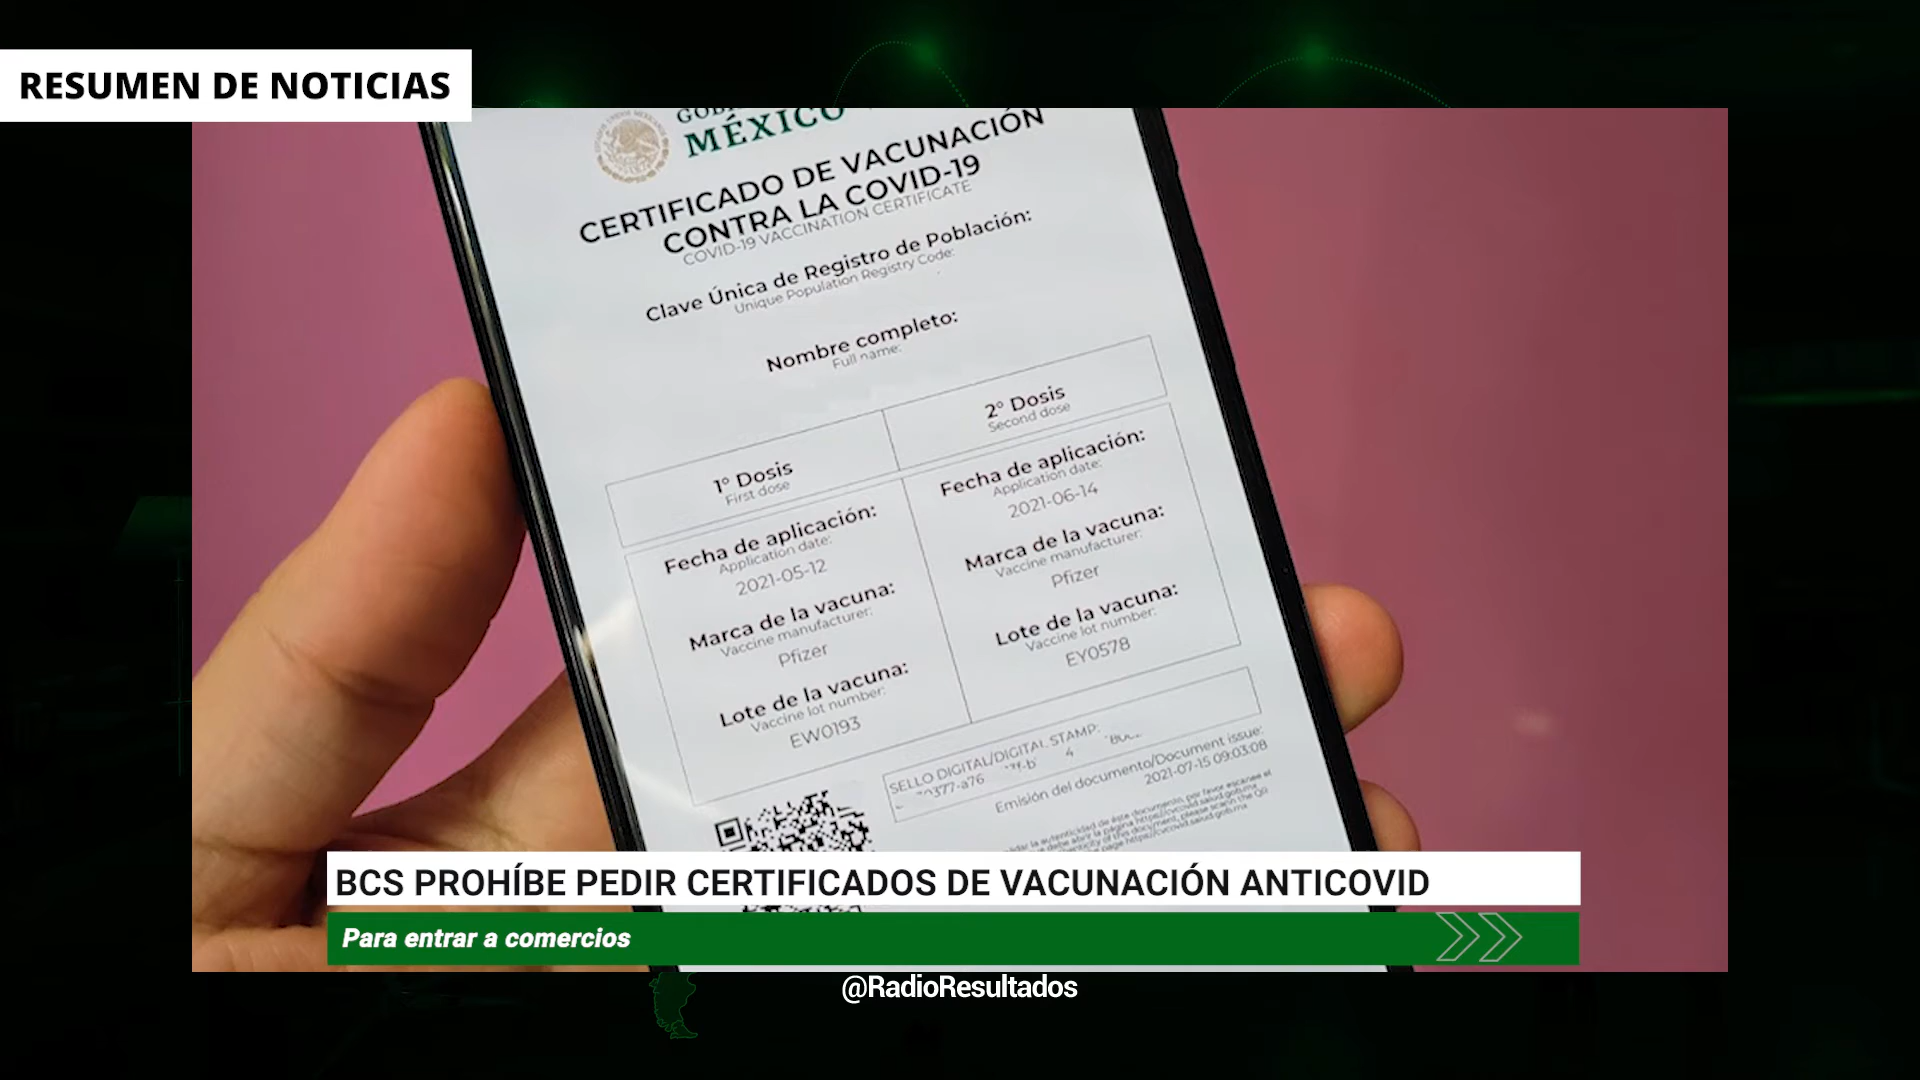 RESUMEN DE NOTICIAS
MÉXICO
CERTIFICADO DE VACUNACIÓN
CONTRA LA COVID-19
COVID-19 VACCINATION CERTIFICATE
Clave Única de Registro de Población:
Unique Population Registry Code:
Nombre completo:
Full name:
1° Dosis
First dose
2° Dosis
Second dose
Fecha de aplicación:
Application date:
2021-05-12
Marca de la vacuna:
Vaccine manufacturer:
Pfizer
Lote de la vacuna:
Vaccine lot number:
EW0193
Fecha de aplicación:
Application date:
2021-06-14
Marca de la vacuna:
Vaccine manufacturer:
Pfizer
Lote de la vacuna:
Vaccine lot number:
EY0578
SELLO DIGITAL/DIGITAL STAMP:
Emisión del documento/Document issue:
2021-07-15 09:03:08
BCS PROHÍBE PEDIR CERTIFICADOS DE VACUNACIÓN ANTICOVID
Para entrar a comercios
@RadioResultados